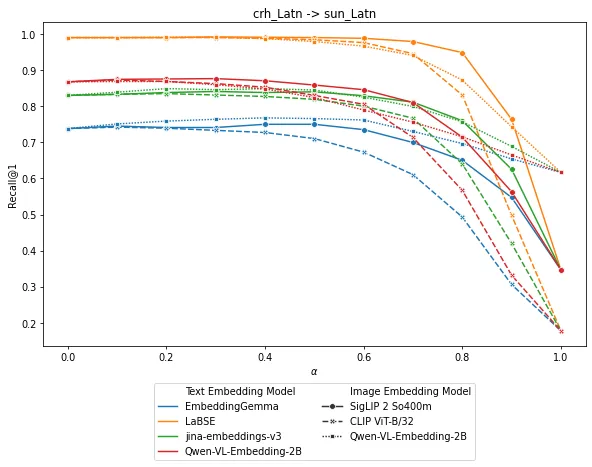 crh_Latn -> sun_Latn
Recall@1
1.0
0.9
0.8
0.7
0.6
0.5
0.4
0.3
0.2
0.0 0.2 0.4 0.6 0.8 1.0
α
Text Embedding Model
EmbeddingGemma
LaBSE
jina-embeddings-v3
Qwen-VL-Embedding-2B
Image Embedding Model
SigLIP 2 So400m
CLIP ViT-B/32
Qwen-VL-Embedding-2B